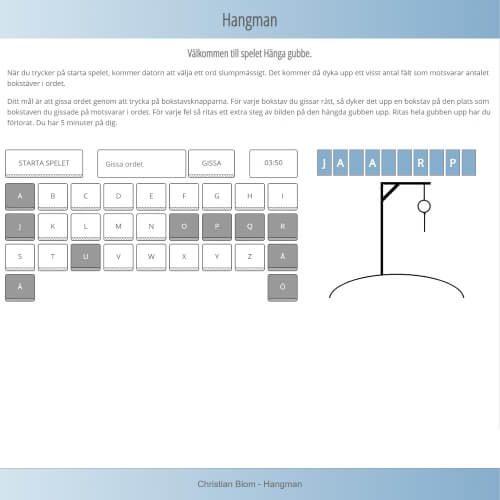 Hangman
Välkommen till spelet Hänga gubbe.
När du trycker på starta spelet, kommer datorn att välja ett ord slumpmässigt. Det kommer då dyka upp ett visst antal fält som motsvarar antalet
bokstäver i ordet.
Ditt mål är att gissa ordet genom att trycka på bokstavsknapparna. För varje bokstav du gissar rätt, så dyker det upp en bokstav på den plats som
bokstaven du gissade på motsvarar i ordet. För varje fel så ritas ett extra steg av bilden på den hängda gubben upp. Ritas hela gubben upp har du
förlorat. Du har 5 minuter på dig.
STARTA SPELET Gissa ordet GISSA 03:50 J A A R P
A B C D E F G H I
J K L M N O P Q R
S T U V W X Y Z Å
Ä Ö
Christian Blom - Hangman